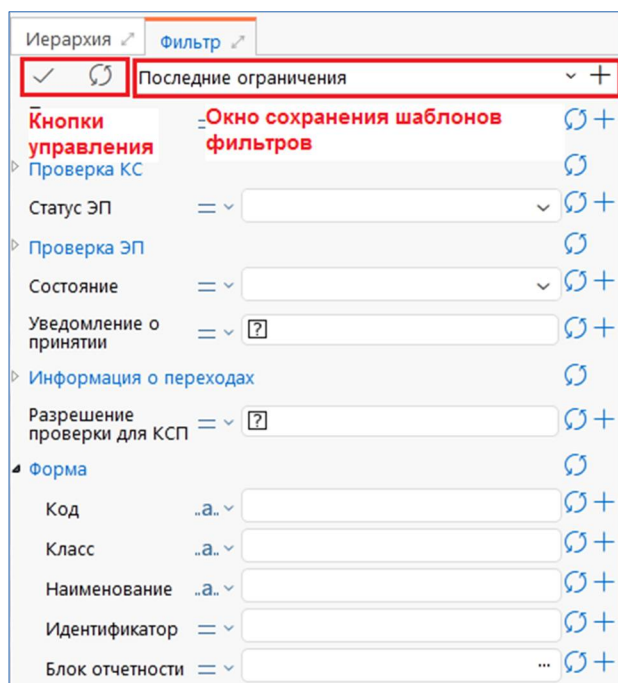 Иерархия
Фильтр
Последние ограничения
Кнопки
управления
Окно сохранения шаблонов
фильтров
Проверка КС
Статус ЭП
Проверка ЭП
Состояние
Уведомление о
принятии
?
Информация о переходах
Разрешение
проверки для КСП
?
Форма
Код ..a..
Класс ..a..
Наименование ..a..
Идентификатор
Блок отчетности ...